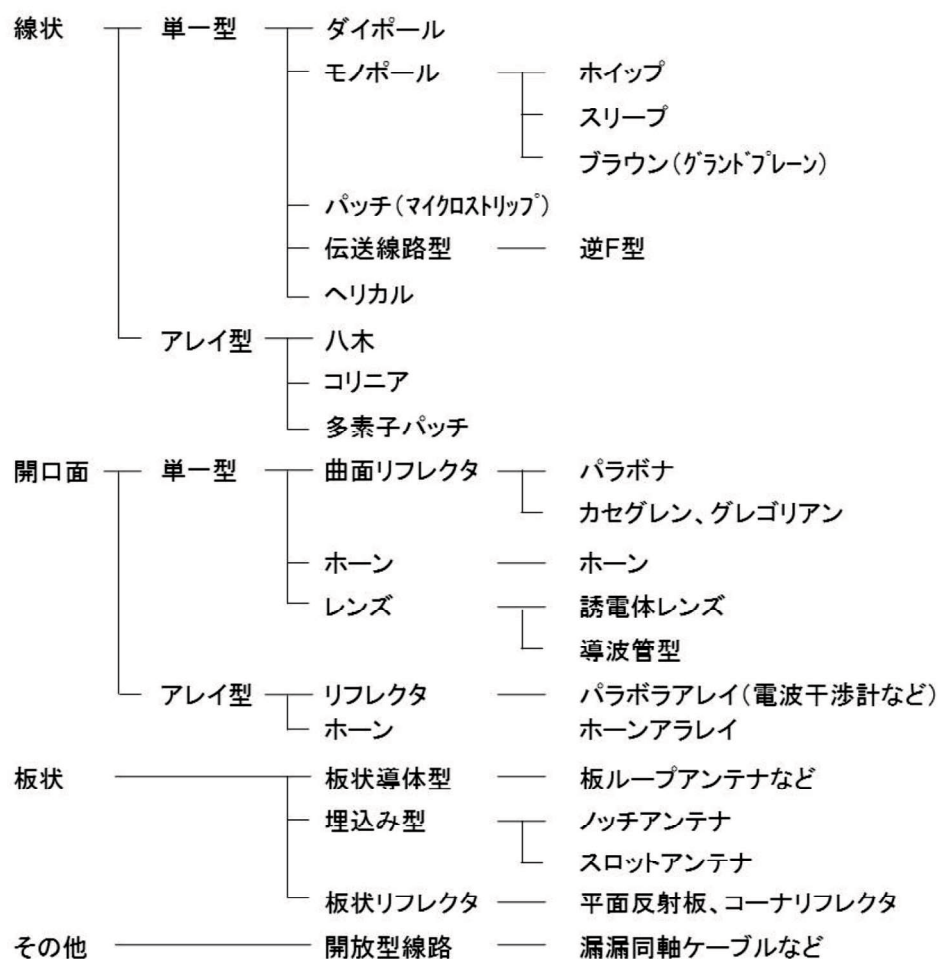 線状 単一型 ダイポール
モノポール ホイップ
スリープ
ブラウン(グランドプレーン)
パッチ(マイクロストリップ)
伝送線路型 逆F型
ヘリカル
アレイ型 八木
コリニア
多素子パッチ
開口面 単一型 曲面リフレクタ パラボナ
カセグレン、グレゴリアン
ホーン ホーン
レンズ 誘電体レンズ
導波管型
アレイ型 リフレクタ パラボラアレイ(電波干渉計など)
ホーン ホーンアラレイ
板状 板状導体型 板ループアンテナなど
埋込み型 ノッチアンテナ
スロットアンテナ
板状リフレクタ 平面反射板、コーナリフレクタ
その他 開放型線路 漏漏同軸ケーブルなど